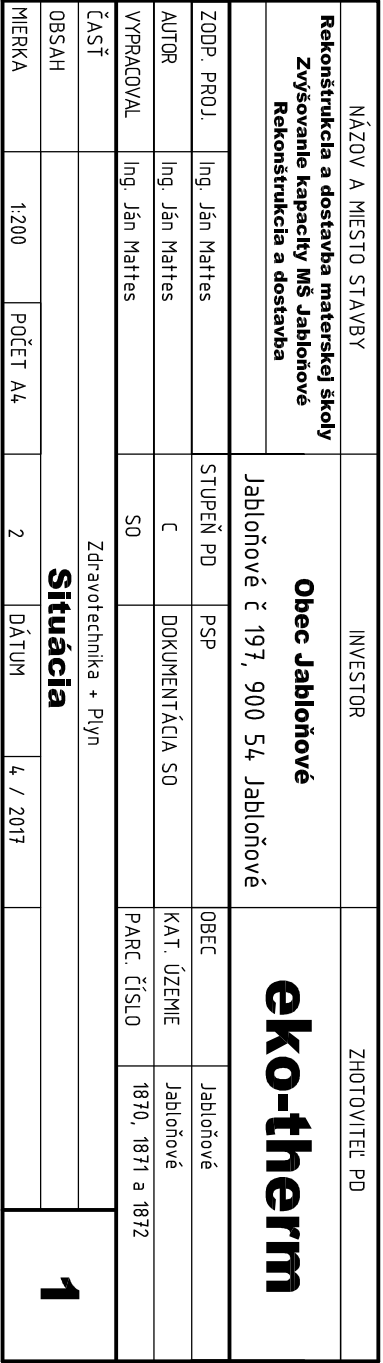 NÁZOV A MIESTO STAVBY
INVESTOR
ZHOTOVITEĽ PD
Rekonštrukcia a dostavba materskej školy
Zvýšovanie kapacity MŠ Jabloňové
Rekonštrukcia a dostavba
Obec Jabloňové
Jabloňové č 197, 900 54 Jabloňové
eko-therm
ZODP. PROJ. Ing. Ján Mattes STUPEŇ PD PSP OBEC Jabloňové
AUTOR Ing. Ján Mattes C DOKUMENTÁCIA SO KAT. ÚZEMIE Jabloňové
VYPRACOVAL Ing. Ján Mattes SO PARC. ČÍSLO 1870, 1871 a 1872
ČASŤ Zdravotechnika + Plyn
OBSAH Situácia
MIERKA 1:200 POČET A4 2 DÁTUM 4 / 2017
1